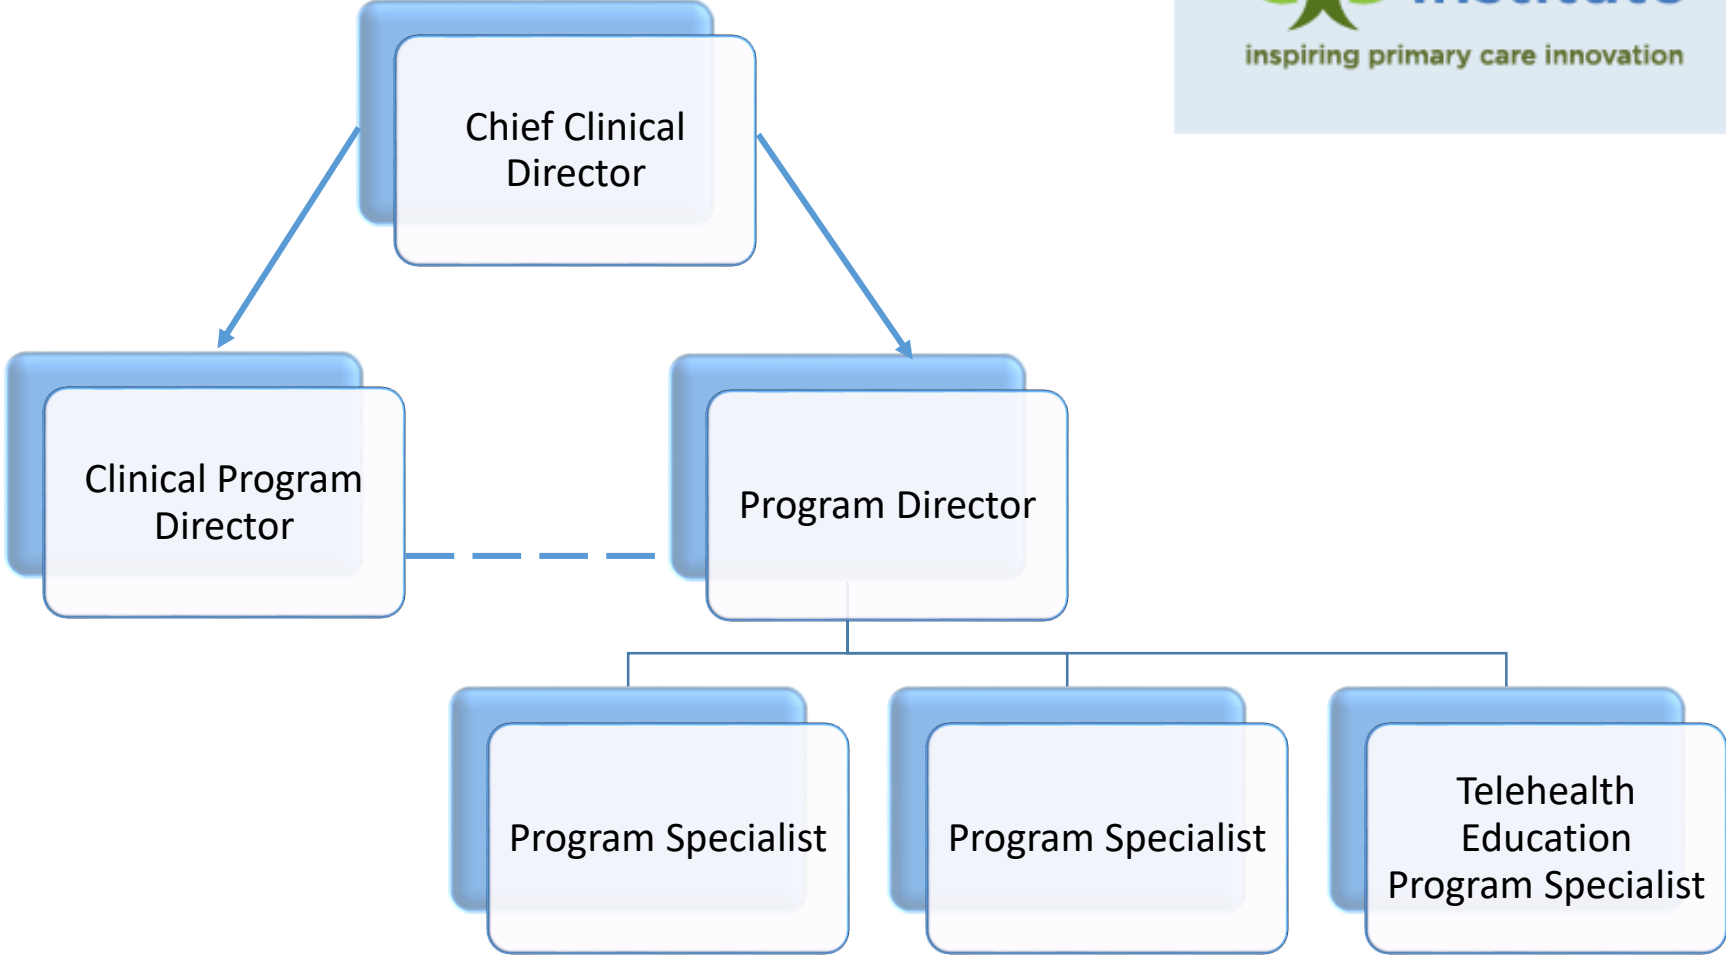 inspiring primary care innovation
Chief Clinical
Director
Clinical Program
Director
Program Director
Program Specialist
Program Specialist
Telehealth
Education
Program Specialist